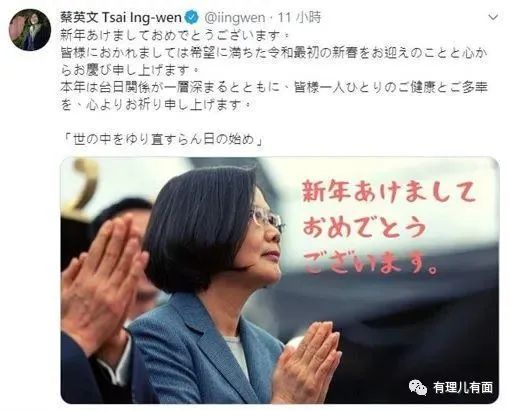 蔡英文 Tsai Ing-wen @iingwen · 11 小時
新年あけましておめでとうございます。
皆様におかれましては希望に満ちた令和最初の新春をお迎えのことと心か
らお慶び申し上げます。
本年は台日関係が一層深まるとともに、皆様一人ひとりのご健康とご多幸
を、心よりお祈り申し上げます。
「世の中をゆり直すらん日の始め」
新年あけまして
おめでとう
ございます。
有理儿有面